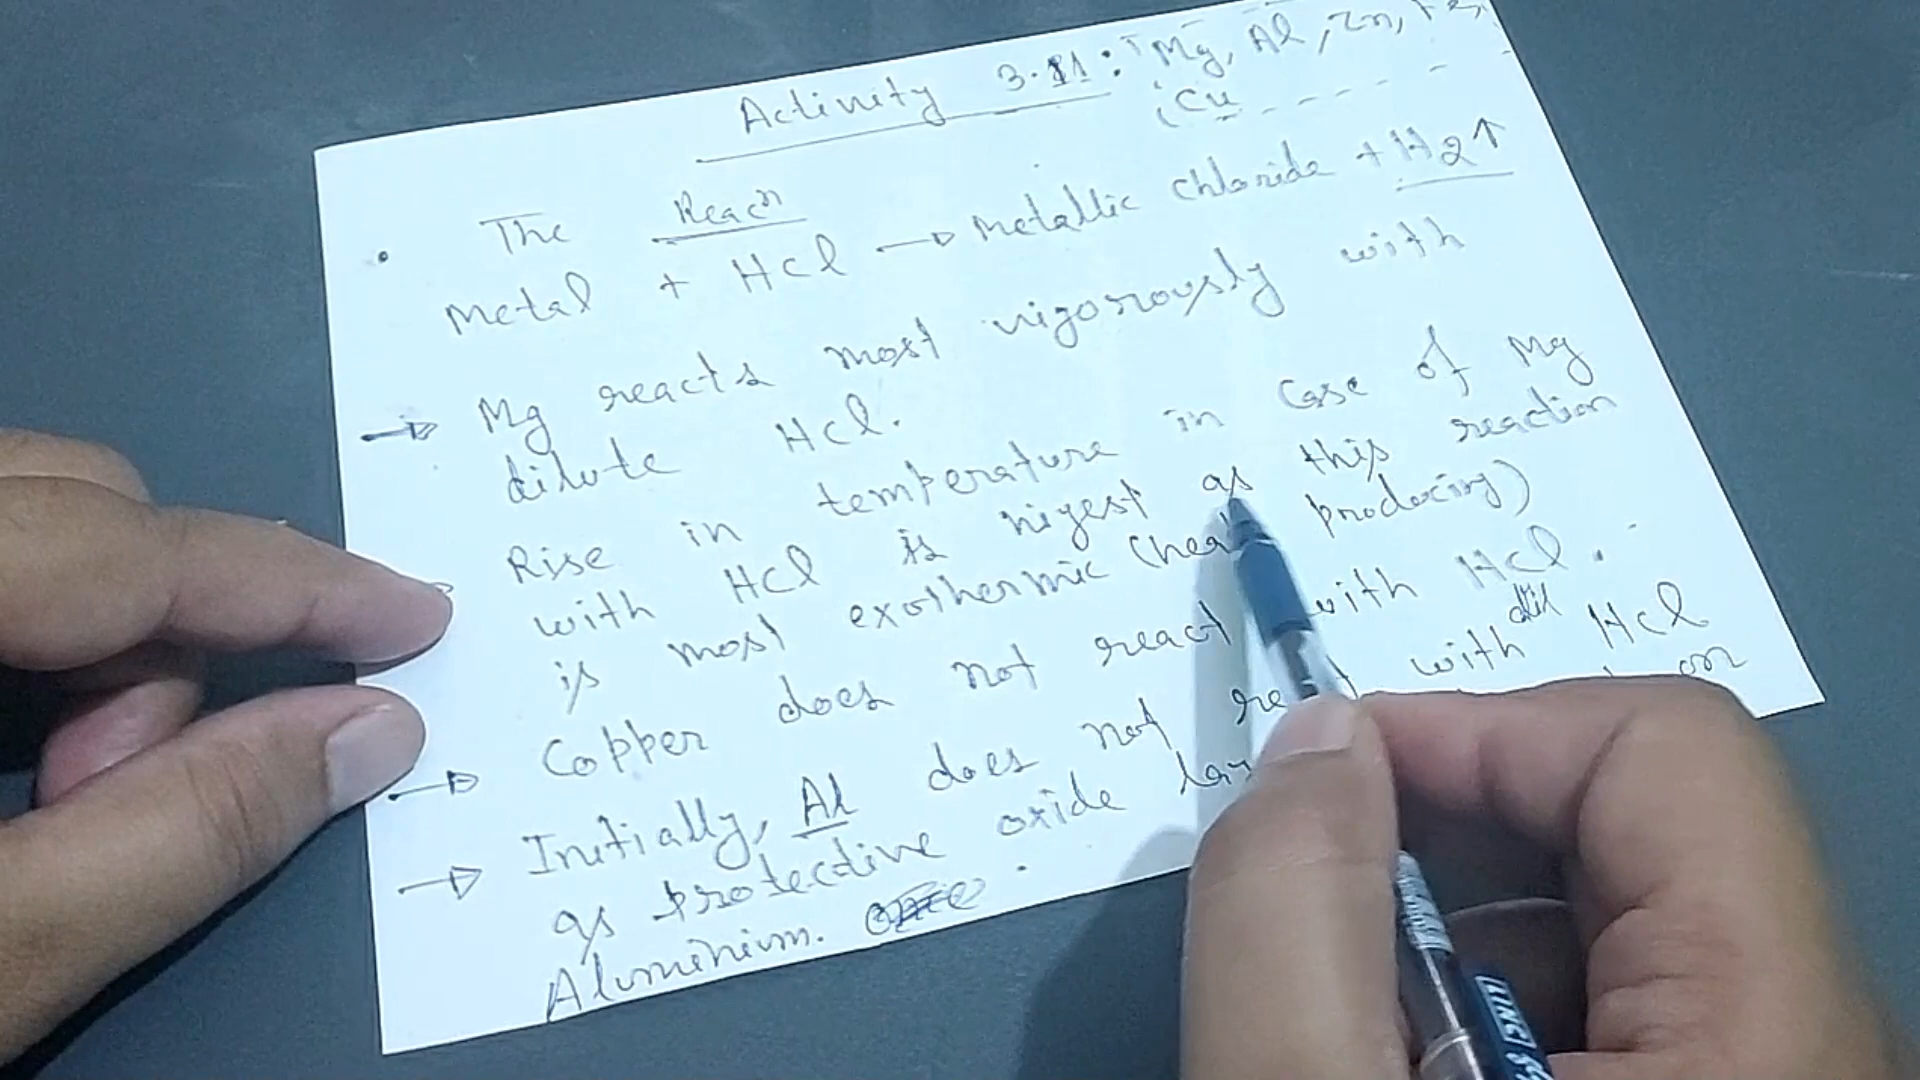 Activity 3.11: Mg, Al, Zn, Fe,
(Cu
The Reacn
Metal + HCl → Metallic Chloride + H2↑
→ Mg reacts most vigorously with
dilute HCl.
Rise in temperature in Case of Mg
with HCl is higest as this reaction
is most exothermic (heat producing)
→ Copper does not react with HCl.
→ Initially, Al does not react with dil HCl
as protective oxide on
Aluminium.